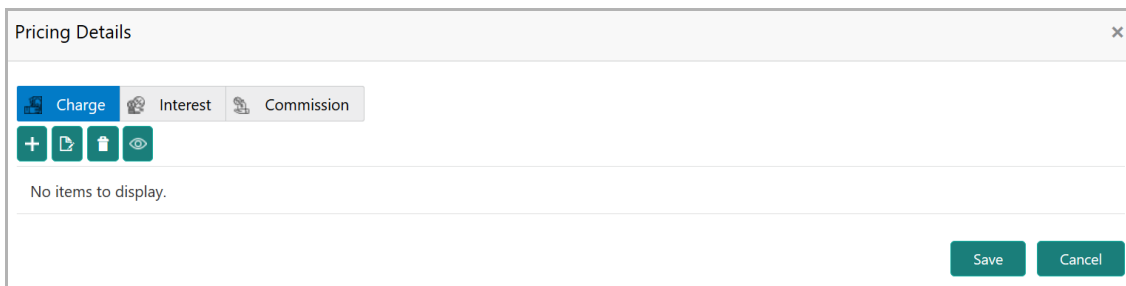 Pricing Details
Charge Interest Commission
No items to display.
Save Cancel